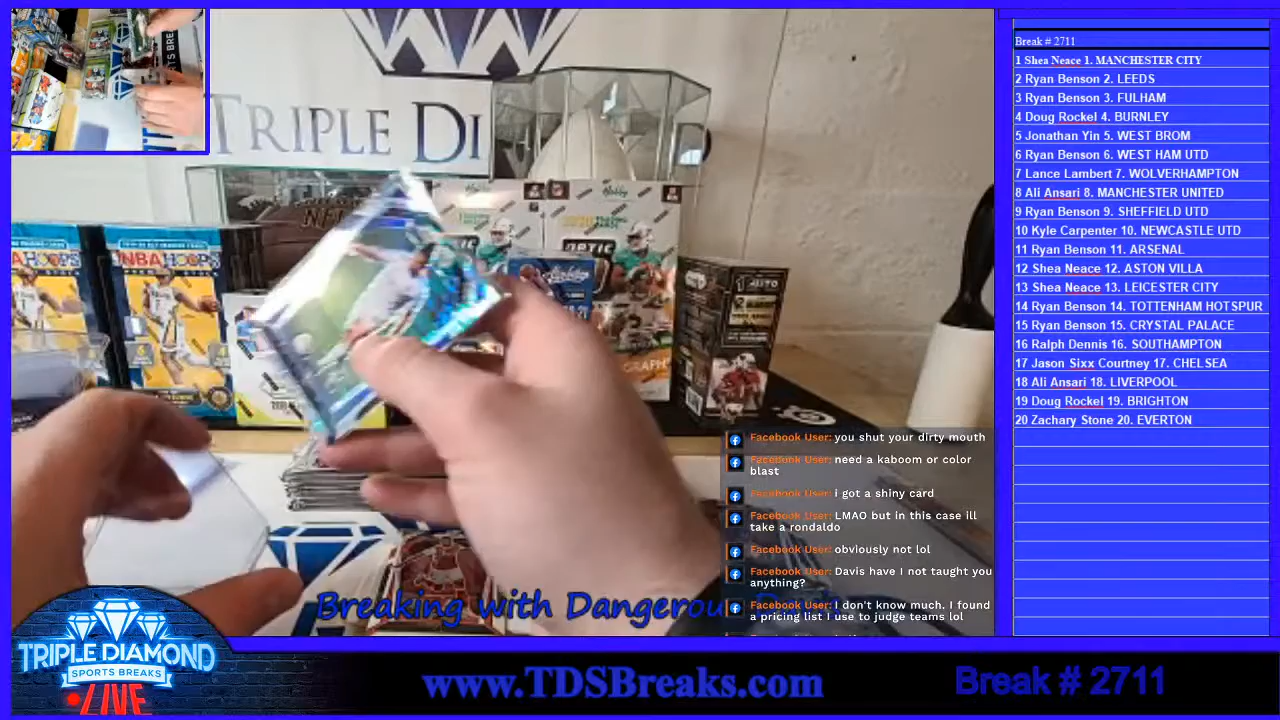 TRIPLE DI
NBA HOOPS
Break # 2711
1 Shea Neace 1. MANCHESTER CITY
2 Ryan Benson 2. LEEDS
3 Ryan Benson 3. FULHAM
4 Doug Rockel 4. BURNLEY
5 Jonathan Yin 5. WEST BROM
6 Ryan Benson 6. WEST HAM UTD
7 Lance Lambert 7. WOLVERHAMPTON
8 Ali Ansari 8. MANCHESTER UNITED
9 Ryan Benson 9. SHEFFIELD UTD
10 Kyle Carpenter 10. NEWCASTLE UTD
11 Ryan Benson 11. ARSENAL
12 Shea Neace 12. ASTON VILLA
13 Shea Neace 13. LEICESTER CITY
14 Ryan Benson 14. TOTTENHAM HOTSPUR
15 Ryan Benson 15. CRYSTAL PALACE
16 Ralph Dennis 16. SOUTHAMPTON
17 Jason Sixx Courtney 17. CHELSEA
18 Ali Ansari 18. LIVERPOOL
19 Doug Rockel 19. BRIGHTON
20 Zachary Stone 20. EVERTON
Facebook User: you shut your dirty mouth
Facebook User: need a kaboom or color
blast
Facebook User: i got a shiny card
Facebook User: LMAO but in this case ill
take a rondaldo
Facebook User: obviously not lol
Facebook User: Davis have I not taught you
anything?
Facebook User: I don't know much. I found
a pricing list I use to judge teams lol
Breaking with Dangerou
TRIPLE DIAMOND
SPORTS BREAKS
LIVE
www.TDSBreaks.com
Break # 2711